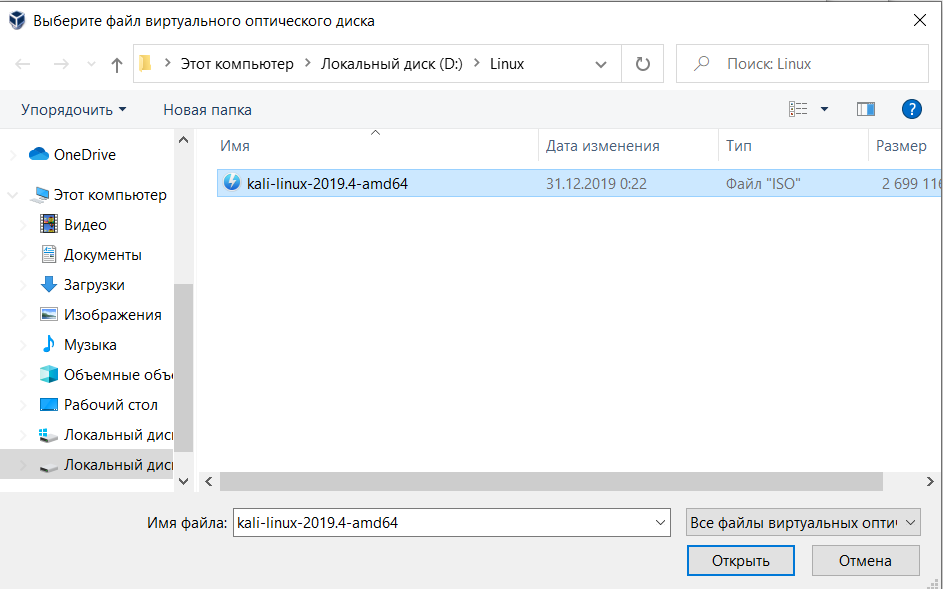 Выберите файл виртуального оптического диска
Этот компьютер > Локальный диск (D:) > Linux
Поиск: Linux
Упорядочить
Новая папка
?
Имя Дата изменения Тип Размер
kali-linux-2019.4-amd64 31.12.2019 0:22 Файл "ISO" 2 699 116
OneDrive
Этот компьютер
Видео
Документы
Загрузки
Изображения
Музыка
Объемные объе
Рабочий стол
Локальный дис
Локальный дис
Имя файла: kali-linux-2019.4-amd64
Все файлы виртуальных опти
Открыть
Отмена